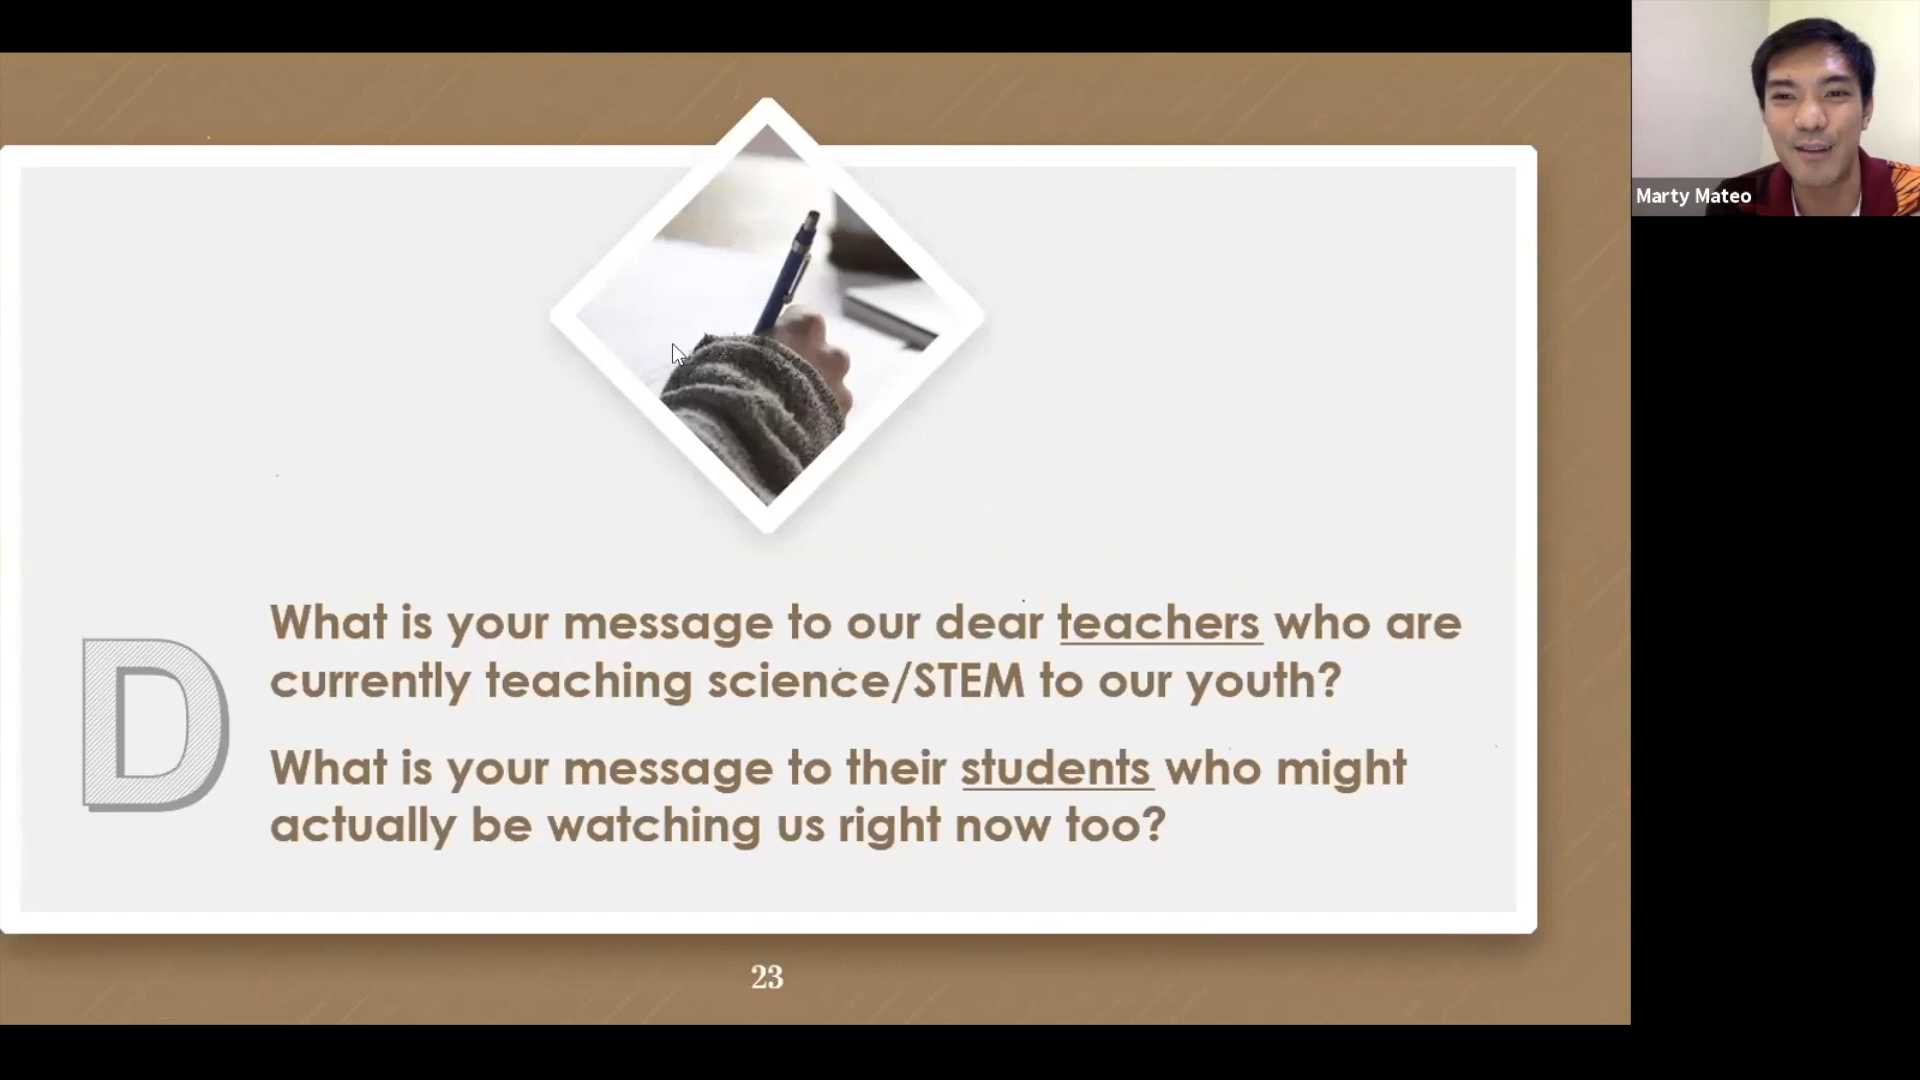 Marty Mateo
What is your message to our dear teachers who are
currently teaching science/STEM to our youth?
D
What is your message to their students who might
actually be watching us right now too?
23